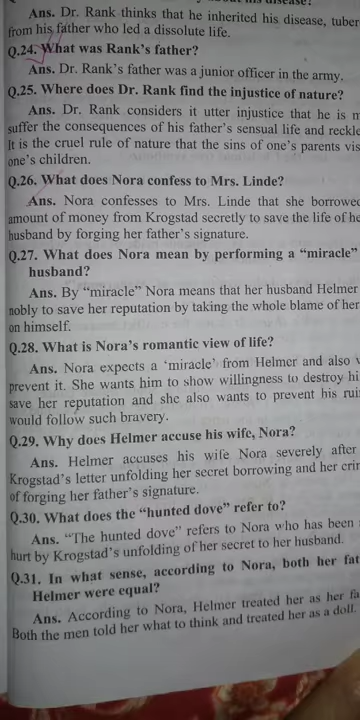 Ans. Dr. Rank thinks that he inherited his disease, tuber
from his father who led a dissolute life.
Q.24. What was Rank's father?
Ans. Dr. Rank's father was a junior officer in the army.
Q.25. Where does Dr. Rank find the injustice of nature?
Ans. Dr. Rank considers it utter injustice that he is m
suffer the consequences of his father's sensual life and reckle
It is the cruel rule of nature that the sins of one's parents vis
one's children.
Q.26. What does Nora confess to Mrs. Linde?
Ans. Nora confesses to Mrs. Linde that she borrowed
amount of money from Krogstad secretly to save the life of he
husband by forging her father's signature.
Q.27. What does Nora mean by performing a “miracle”
husband?
Ans. By “miracle” Nora means that her husband Helmer
nobly to save her reputation by taking the whole blame of her
on himself.
Q.28. What is Nora's romantic view of life?
Ans. Nora expects a ‘miracle’ from Helmer and also
prevent it. She wants him to show willingness to destroy hi
save her reputation and she also wants to prevent his rui
would follow such bravery.
Q.29. Why does Helmer accuse his wife, Nora?
Ans. Helmer accuses his wife Nora severely after
Krogstad's letter unfolding her secret borrowing and her crim
of forging her father's signature.
Q.30. What does the “hunted dove” refer to?
Ans. “The hunted dove” refers to Nora who has been
hurt by Krogstad's unfolding of her secret to her husband.
Q.31. In what sense, according to Nora, both her fat
Helmer were equal?
Ans. According to Nora, Helmer treated her as her fa
Both the men told her what to think and treated her as a doll.